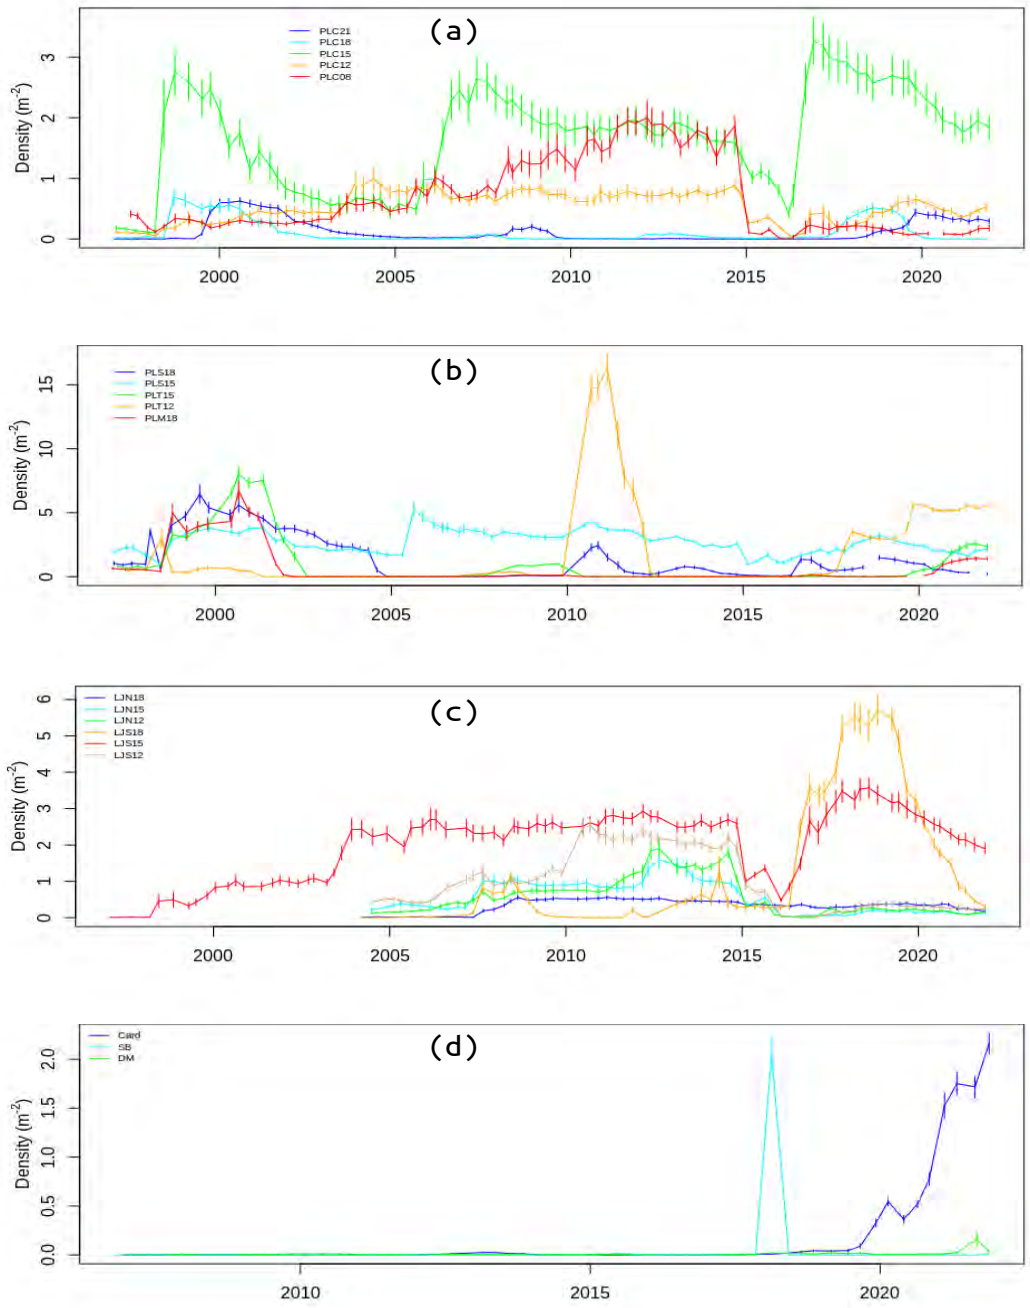 (a)
PLC21
PLC18
PLC15
PLC12
PLC08
Density (m⁻²)
3
2
1
0
2000 2005 2010 2015 2020
(b)
PLS18
PLS15
PLT15
PLT12
PLM18
Density (m⁻²)
15
10
5
0
2000 2005 2010 2015 2020
(c)
LJN18
LJN15
LJN12
LJS18
LJS15
LJS12
Density (m⁻²)
6
5
4
3
2
1
0
2000 2005 2010 2015 2020
(d)
Card
SB
DM
Density (m⁻²)
2.0
1.5
1.0
0.5
0.0
2010 2015 2020